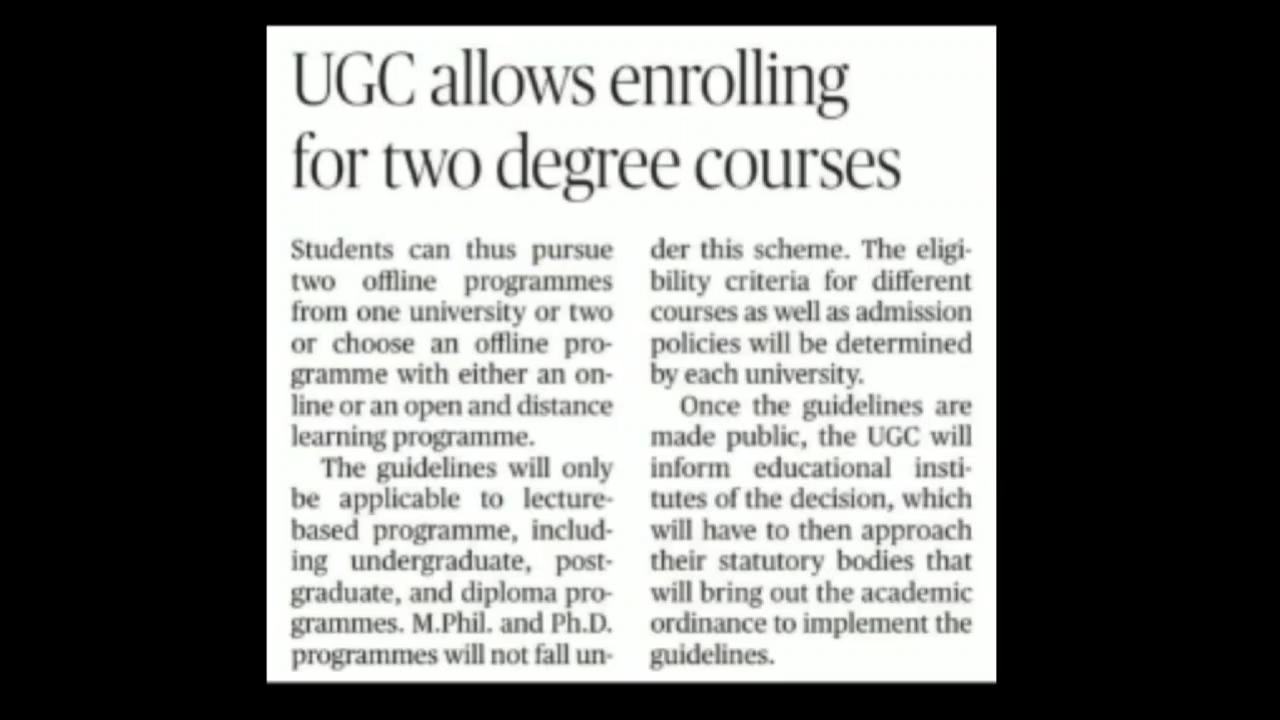 UGC allows enrolling
for two degree courses
Students can thus pursue
two offline programmes
from one university or two
or choose an offline pro-
gramme with either an on-
line or an open and distance
learning programme.
The guidelines will only
be applicable to lecture-
based programme, includ-
ing undergraduate, post-
graduate, and diploma pro-
grammes. M.Phil. and Ph.D.
programmes will not fall un-
der this scheme. The eligi-
bility criteria for different
courses as well as admission
policies will be determined
by each university.
Once the guidelines are
made public, the UGC will
inform educational insti-
tutes of the decision, which
will have to then approach
their statutory bodies that
will bring out the academic
ordinance to implement the
guidelines.